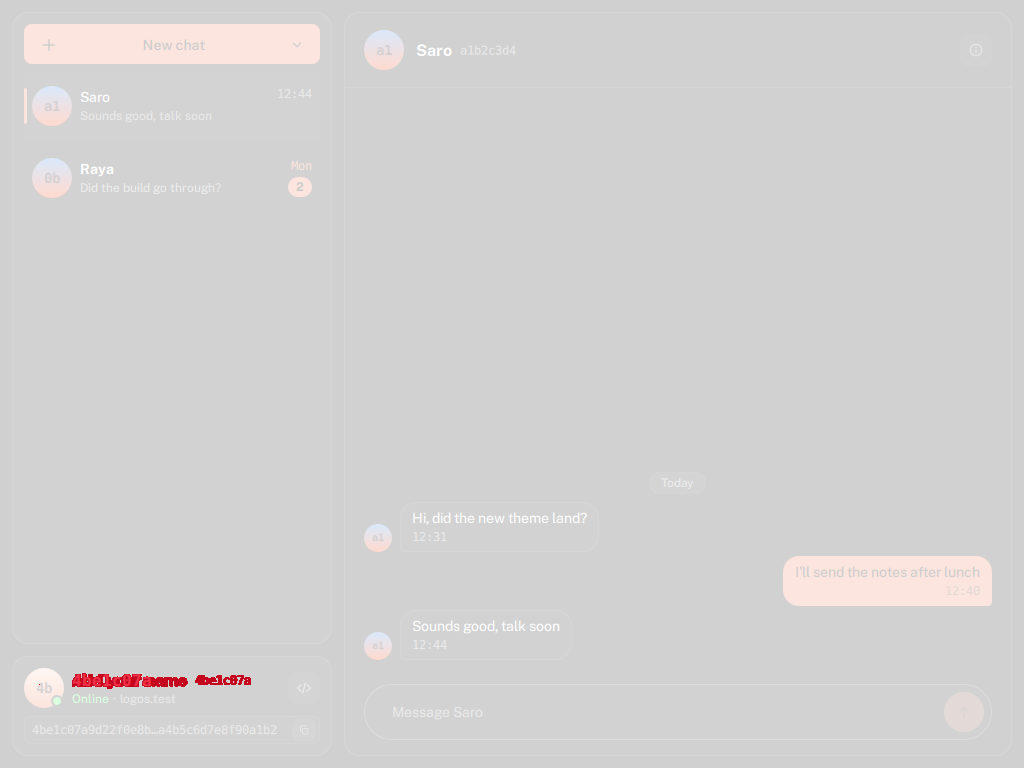 New chat
a1
Saro
12:44
Sounds good, talk soon
0b
Raya
Mon
Did the build go through?
2
4b
4be1c07a
Online · logos.test
4be1c07a9d22f0e8b…a4b5c6d7e8f90a1b2
a1
Saro a1b2c3d4
Today
a1
Hi, did the new theme land?
12:31
I'll send the notes after lunch
12:40
a1
Sounds good, talk soon
12:44
Message Saro